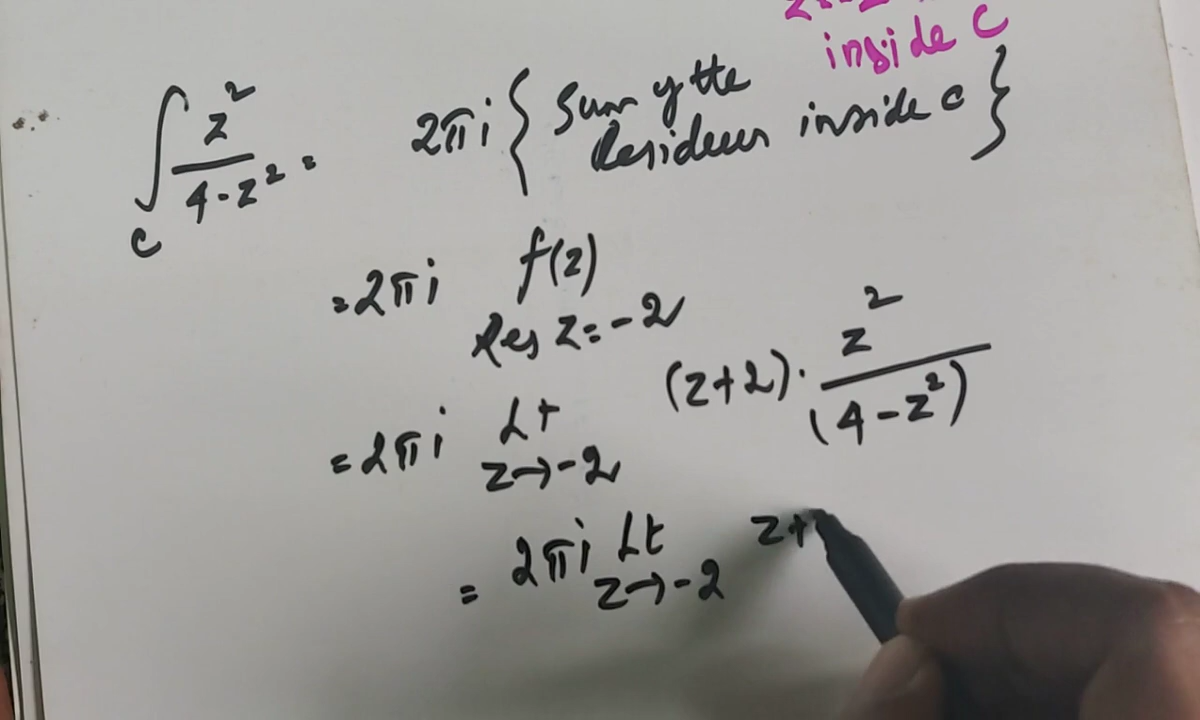 inside C
∫_C z²/(4-z²) = 2πi { Sum of the Residues inside C }
= 2πi Res z=-2 f(z)
= 2πi Lt z→-2 (z+2). z²/(4-z²)
= 2πi Lt z→-2 z+